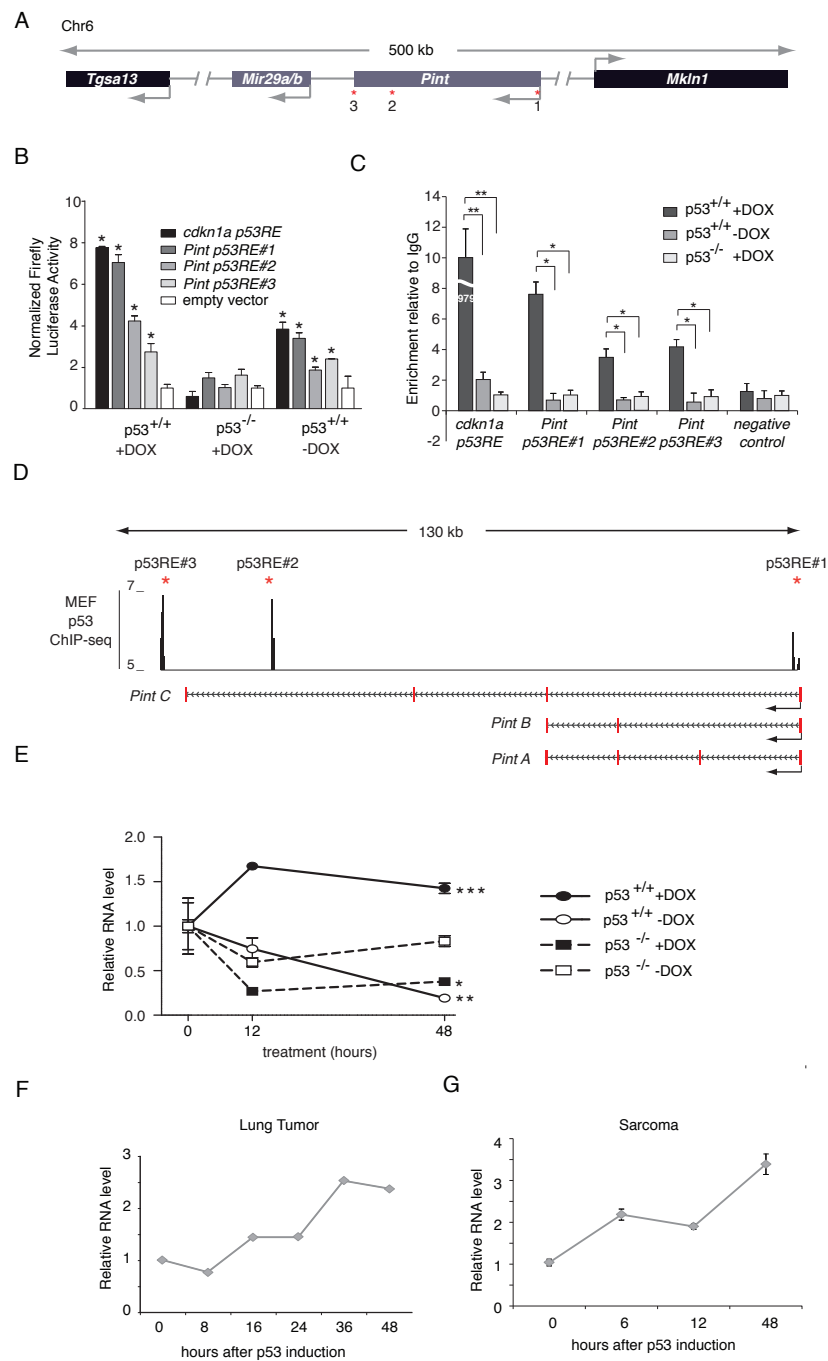 A
Chr6
500 kb
Tgsa13
Mir29a/b
Pint
Mkln1
* * *
3 2 1
B
Normalized Firefly
Luciferase Activity
10
8
6
4
2
0
cdkn1a p53RE
Pint p53RE#1
Pint p53RE#2
Pint p53RE#3
empty vector
* * * *
* * * *
p53+/+ +DOX
p53-/- +DOX
p53+/+ -DOX
C
Enrichment relative to IgG
14
12
10
8
6
4
2
0
-2
979
** **
* *
* *
* *
p53+/+ +DOX
p53+/+ -DOX
p53-/- +DOX
cdkn1a p53RE
Pint p53RE#1
Pint p53RE#2
Pint p53RE#3
negative control
D
130 kb
p53RE#3 p53RE#2 p53RE#1
* * *
7
5
MEF
p53
ChIP-seq
Pint C
Pint B
Pint A
E
Relative RNA level
2.0
1.5
1.0
0.5
0.0
***
*
**
0 12 48
treatment (hours)
p53 +/+ +DOX
p53 +/+ -DOX
p53 -/- +DOX
p53 -/- -DOX
F
Lung Tumor
Relative RNA level
3
2
1
0
0 8 16 24 36 48
hours after p53 induction
G
Sarcoma
Relative RNA level
4
3
2
1
0
0 6 12 48
hours after p53 induction